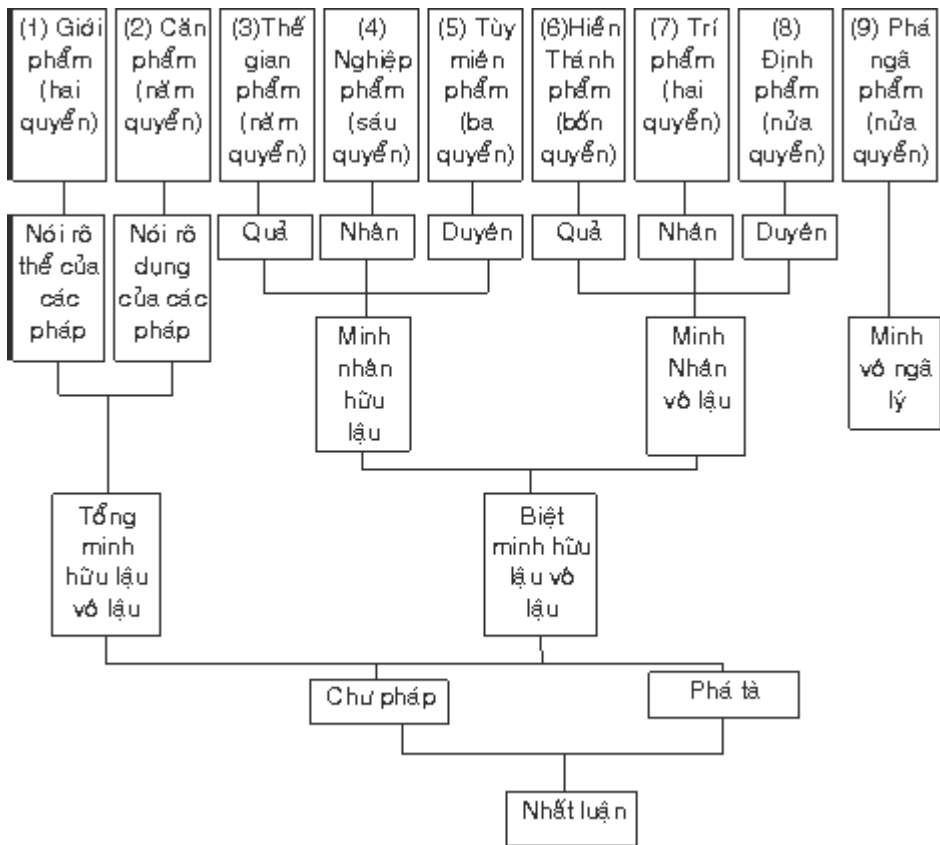 (1) Giới
phẩm
(hai
quyển)
(2) Căn
phẩm
(năm
quyển)
(3)Thế
gian
phẩm
(năm
quyển)
(4)
Nghiệp
phẩm
(sáu
quyển)
(5) Tùy
miên
phẩm
(ba
quyển)
(6)Hiền
Thánh
phẩm
(bốn
quyển)
(7) Trí
phẩm
(hai
quyển)
(8)
Định
phẩm
(nửa
quyển)
(9) Phá
ngã
phẩm
(nửa
quyển)
Nói rõ
thể của
các
pháp
Nói rõ
dụng
của các
pháp
Quả
Nhân
Duyên
Quả
Nhân
Duyên
Minh
nhân
hữu
lậu
Minh
Nhân
vô lậu
Minh
vô ngã
lý
Tổng
minh
hữu lậu
vô lậu
Biệt
minh hữu
lậu vô
lậu
Chư pháp
Phá tà
Nhất luận